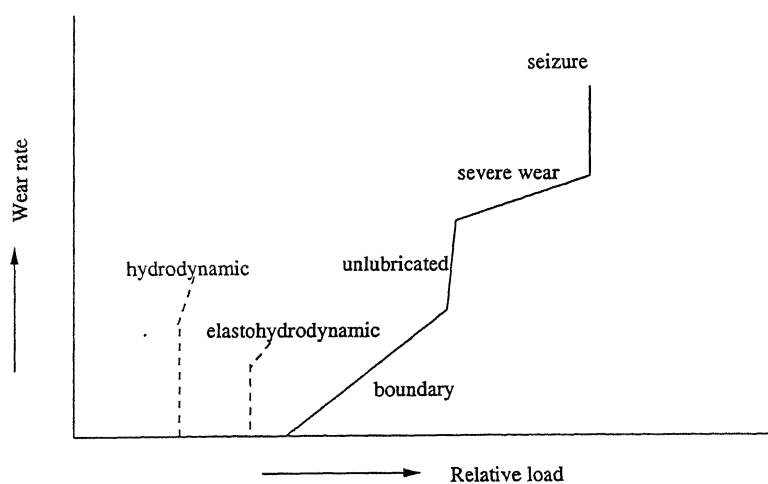 seizure
severe wear
unlubricated
hydrodynamic
elastohydrodynamic
boundary
Wear rate
Relative load